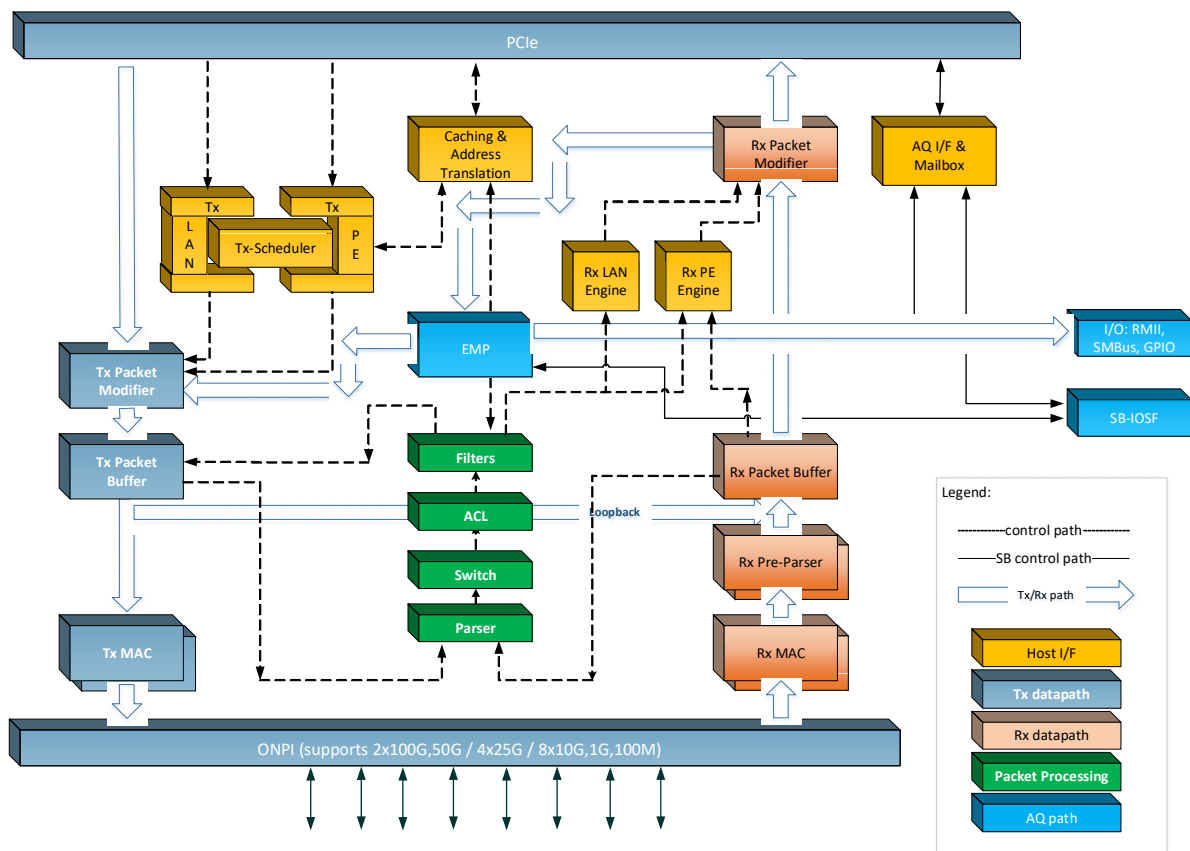 PCIe
Caching &
Address
Translation
Rx Packet
Modifier
AQ I/F &
Mailbox
Tx
Tx
L
A
N
Tx-Scheduler
P
E
Rx LAN
Engine
Rx PE
Engine
EMP
I/O: RMII,
SMBus, GPIO
Tx Packet
Modifier
SB-IOSF
Tx Packet
Buffer
Filters
Rx Packet Buffer
ACL
Loopback
Rx Pre-Parser
Switch
Parser
Tx MAC
Rx MAC
ONPI (supports 2x100G,50G / 4x25G / 8x10G,1G,100M)
Legend:
control path
SB control path
Tx/Rx path
Host I/F
Tx datapath
Rx datapath
Packet Processing
AQ path